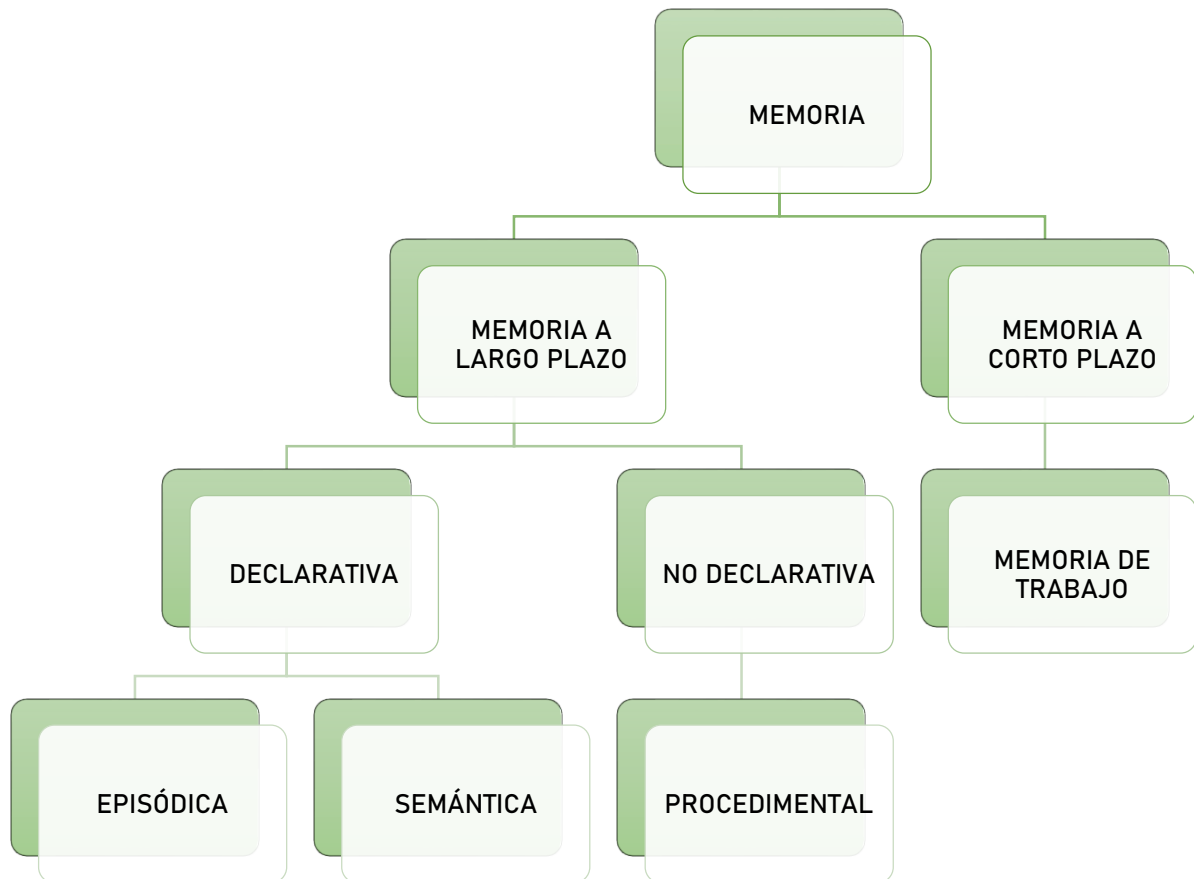 MEMORIA
MEMORIA A
LARGO PLAZO
MEMORIA A
CORTO PLAZO
DECLARATIVA
NO DECLARATIVA
MEMORIA DE
TRABAJO
EPISÓDICA
SEMÁNTICA
PROCEDIMENTAL